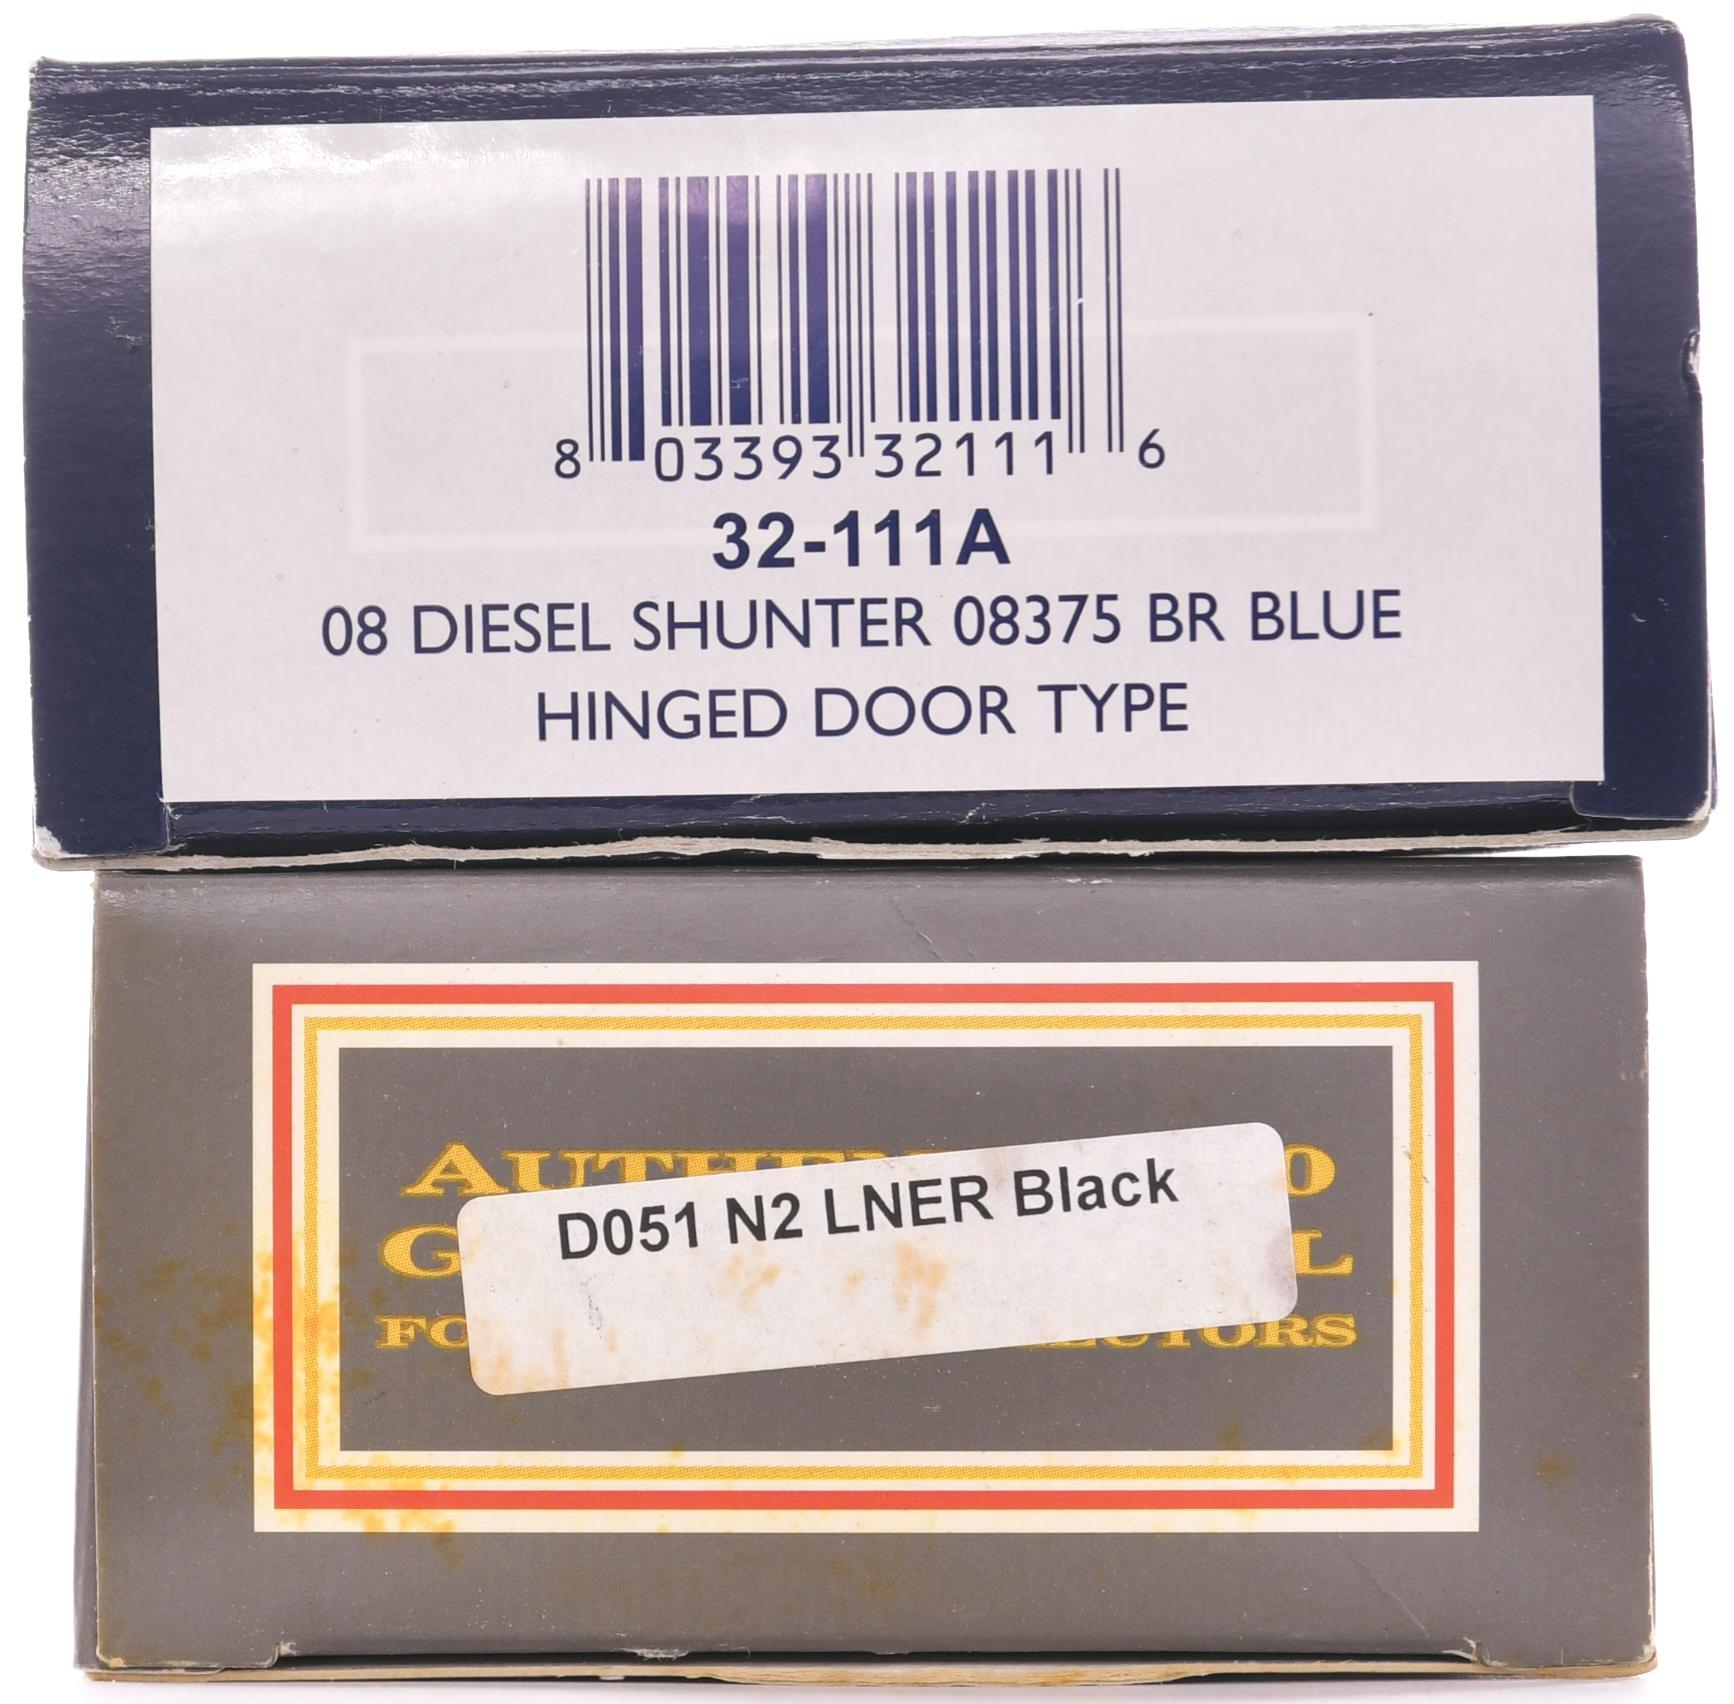 8 03393 32111 6
32-111A
08 DIESEL SHUNTER 08375 BR BLUE
HINGED DOOR TYPE
D051 N2 LNER Black